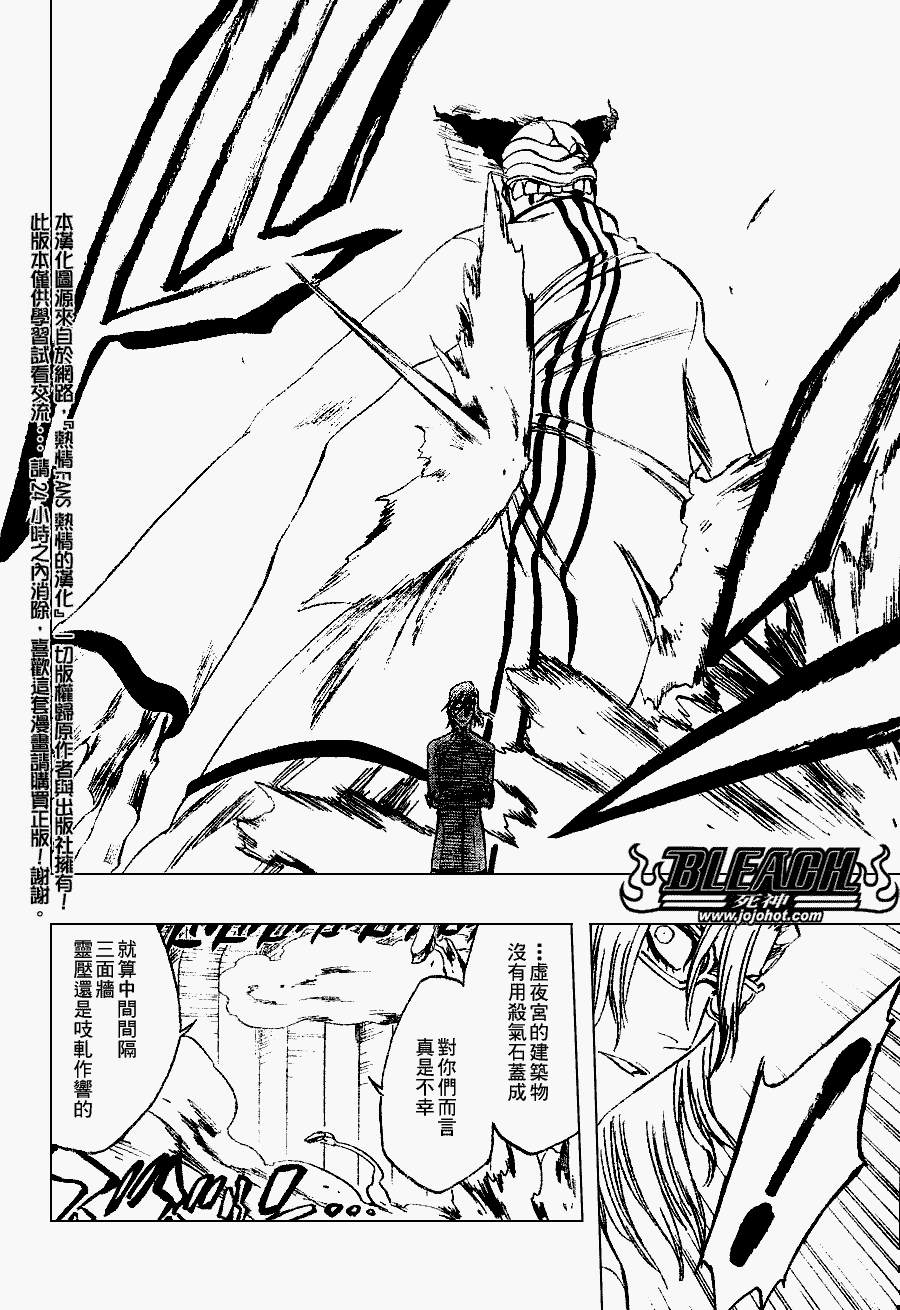 本漢化圖源來自於網路，『熱情FANS熱情的漢化』一切版權歸原作者與出版社擁有！
此版本僅供學習試看交流。。。請24小時之內消除，喜歡這套漫畫請購買正版！謝謝。
BLEACH
死神
www.jojohot.com
！
…虛夜宮的建築物
沒有用殺氣石蓋成
對你們而言
真是不幸
就算中間間隔
三面牆
靈壓還是吱軋作響的